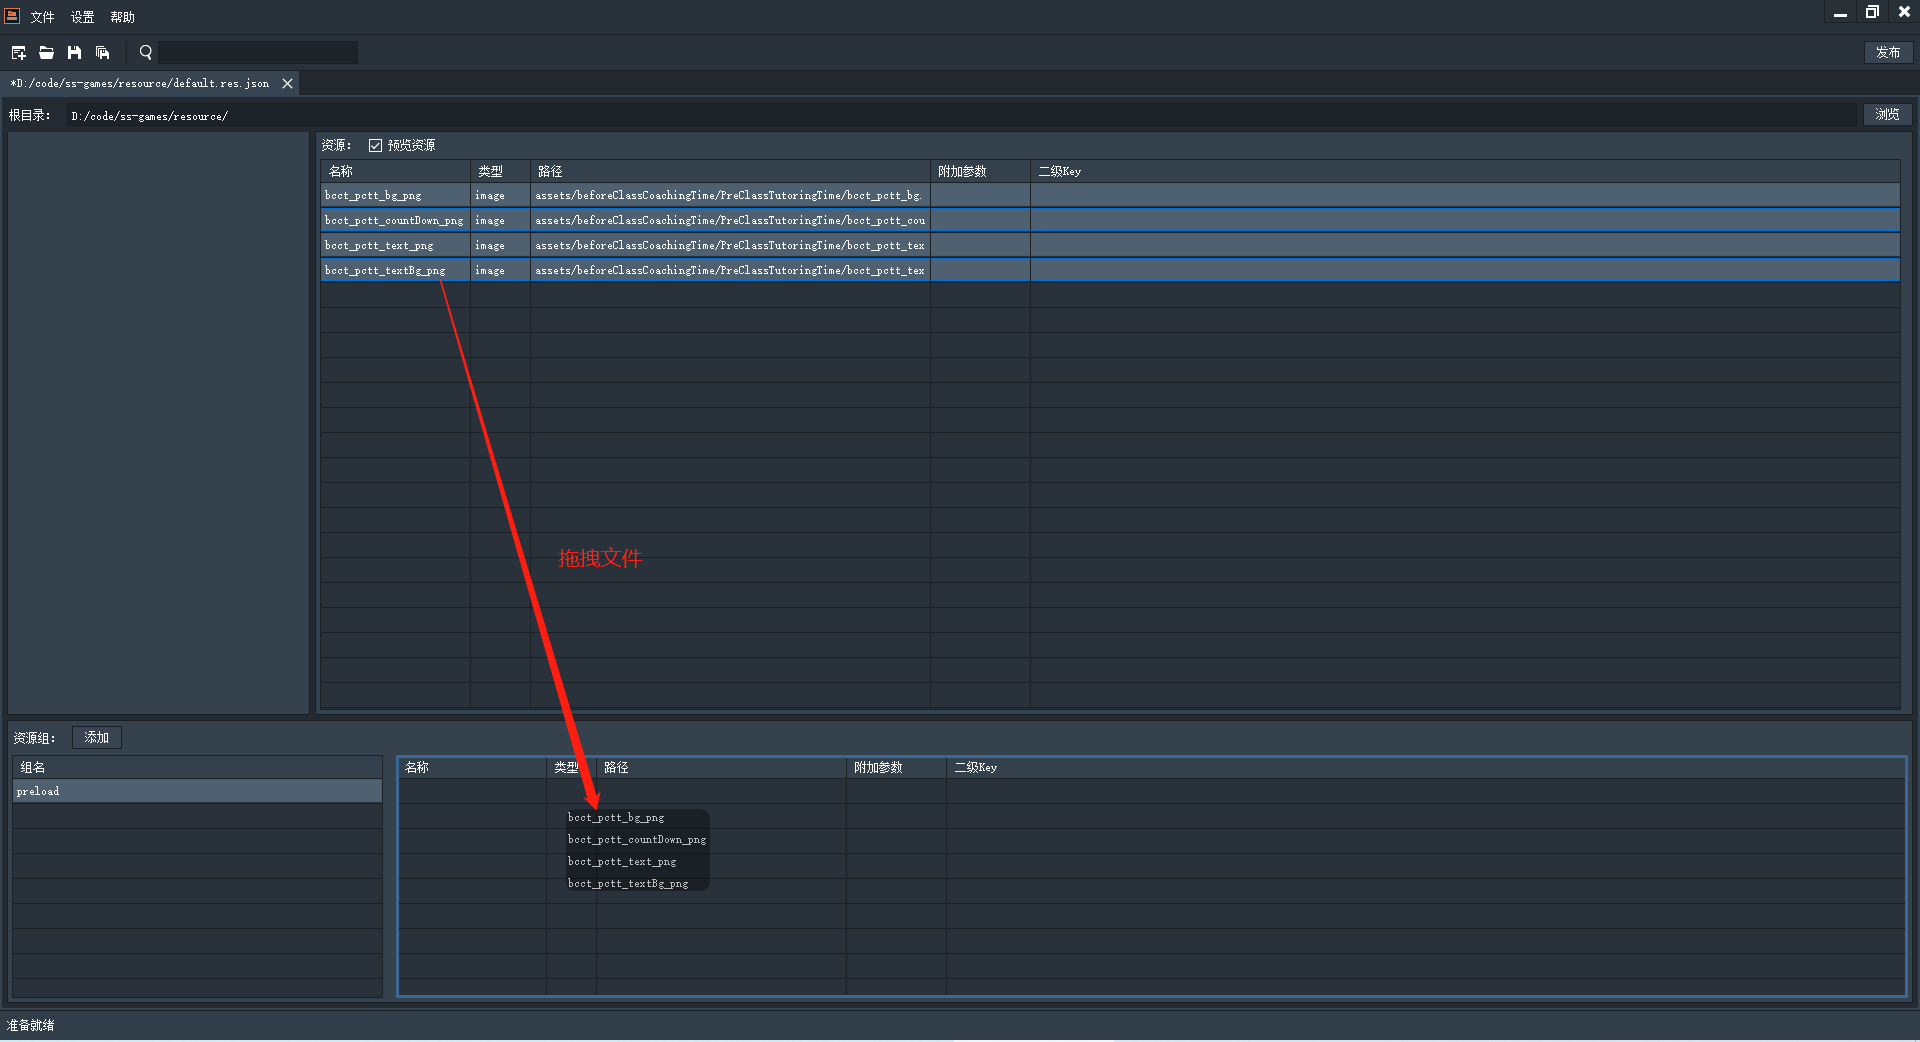 文件 设置 帮助
发布
*D:/code/ss-games/resource/default.res.json
根目录: D:/code/ss-games/resource/ 浏览
资源: 预览资源
名称 类型 路径 附加参数 二级Key
bcct_pctt_bg_png image assets/beforeClassCoachingTime/PreClassTutoringTime/bcct_pctt_bg.
bcct_pctt_countDown_png image assets/beforeClassCoachingTime/PreClassTutoringTime/bcct_pctt_cou
bcct_pctt_text_png image assets/beforeClassCoachingTime/PreClassTutoringTime/bcct_pctt_tex
bcct_pctt_textBg_png image assets/beforeClassCoachingTime/PreClassTutoringTime/bcct_pctt_tex
拖拽文件
资源组: 添加
组名
preload
名称 类型 路径 附加参数 二级Key
bcct_pctt_bg_png
bcct_pctt_countDown_png
bcct_pctt_text_png
bcct_pctt_textBg_png
准备就绪